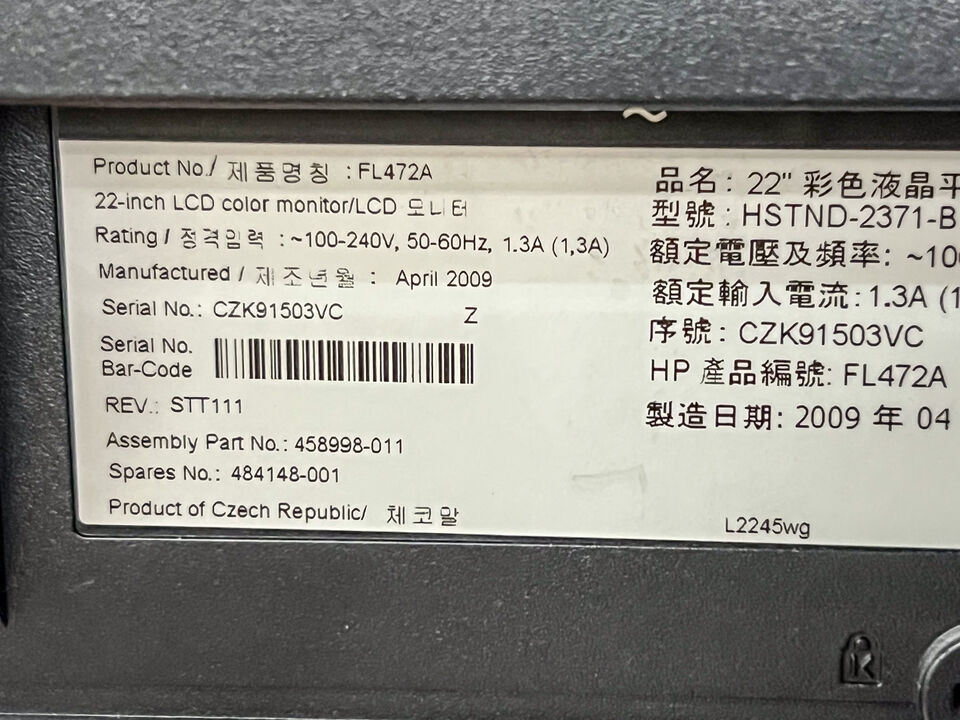 Product No./ 제품명칭 : FL472A
22-inch LCD color monitor/LCD 모니터
Rating / 정격입력 : ~100-240V, 50-60Hz, 1.3A (1,3A)
Manufactured / 제조년월 : April 2009
Serial No.: CZK91503VC Z
Serial No.
Bar-Code
REV.: STT111
Assembly Part No.: 458998-011
Spares No.: 484148-001
Product of Czech Republic/ 체코말
品名: 22" 彩色液晶平
型號: HSTND-2371-B
額定電壓及頻率: ~100
額定輸入電流: 1.3A (1
序號: CZK91503VC
HP 產品編號: FL472A
製造日期: 2009 年 04
L2245wg
~
K